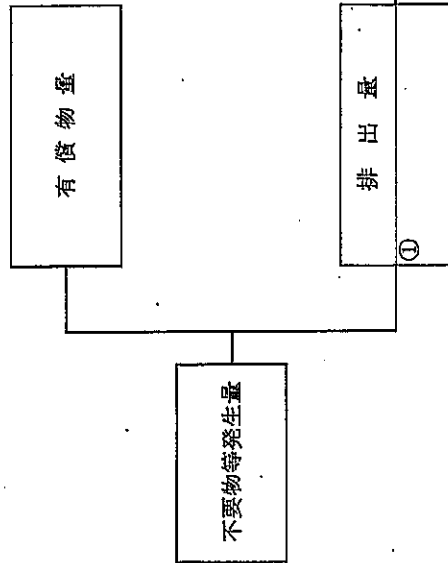 有償物量
不要物等発生量
排出量
①